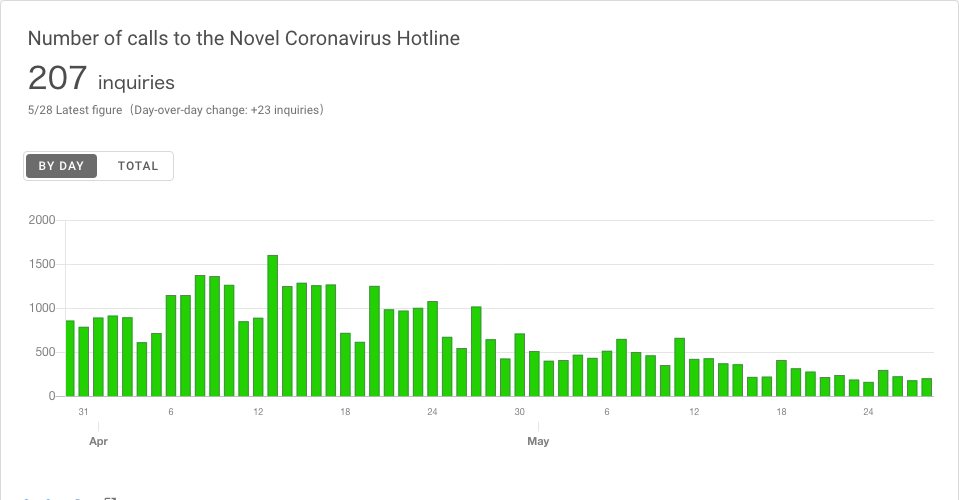 Number of calls to the Novel Coronavirus Hotline
207 inquiries
5/28 Latest figure（Day-over-day change: +23 inquiries）
BY DAY TOTAL
2000
1500
1000
500
0
31 6 12 18 24 30 6 12 18 24
Apr May